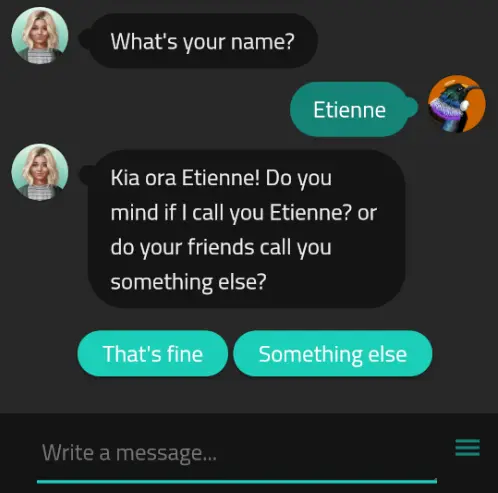 What's your name?
Etienne
Kia ora Etienne! Do you
mind if I call you Etienne? or
do your friends call you
something else?
That's fine
Something else
Write a message...